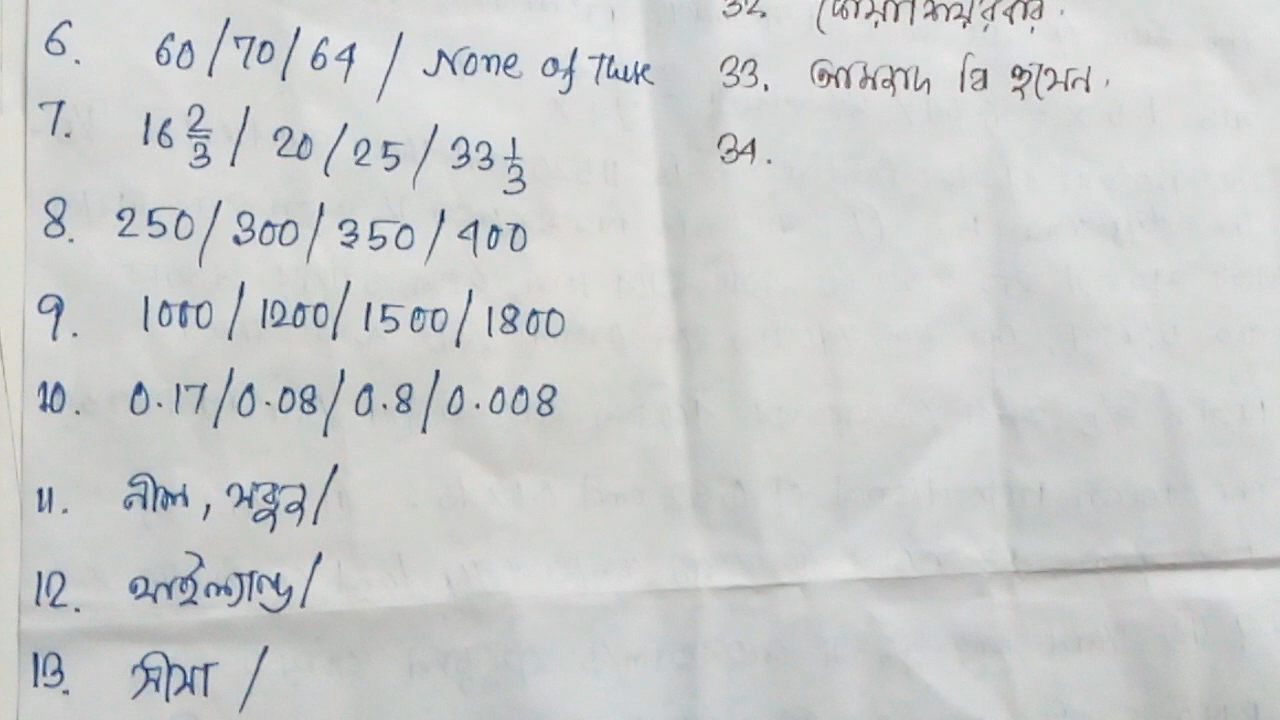 6. 60/70/64/None of These
7. 16 2/3 / 20/25/33 1/3
8. 250/300/350/400
9. 1000/1200/1500/1800
10. 0.17/0.08/0.8/0.008
11. নীল, সবুজ/
12. থাইল্যান্ড/
13. সীসা /
32.
33.
34.